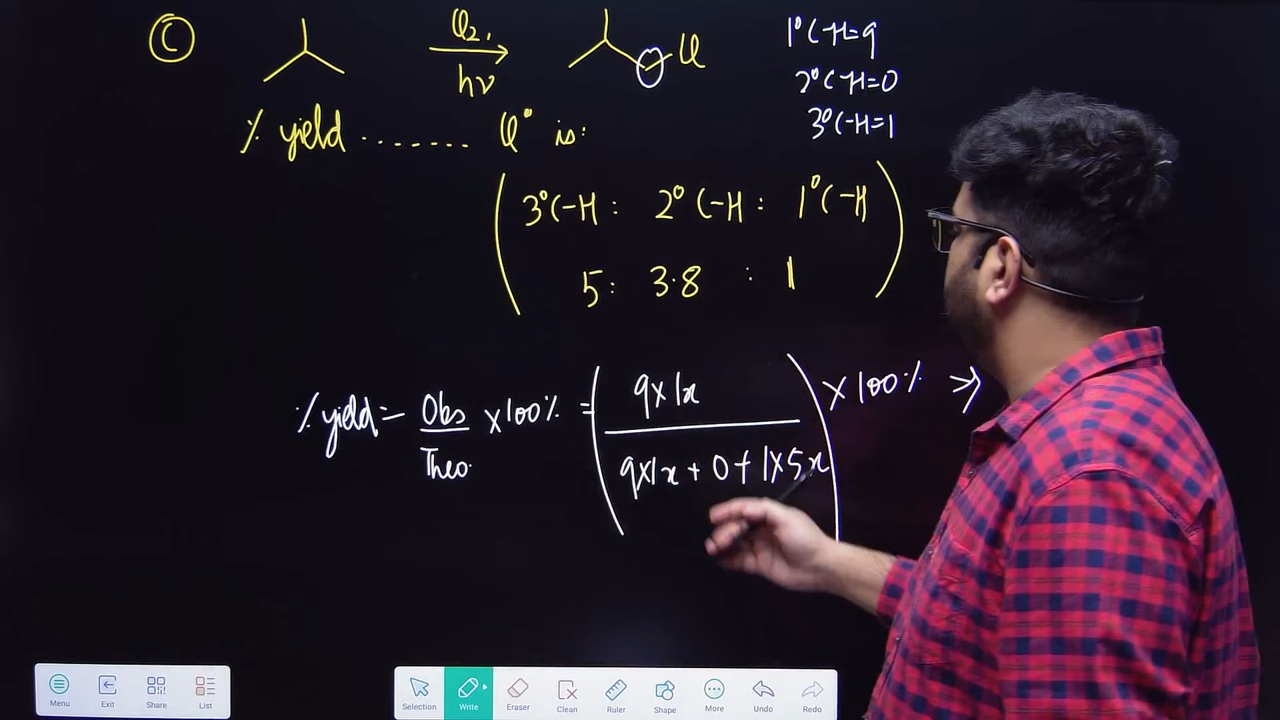 C Cl2, Cl 1° C-H=9
hν 2° C-H=0
3° C-H=1
% yield ....... Cl° is:
3° C-H : 2° C-H : 1° C-H
5 : 3.8 : 1
% yield = Obs/Theo. × 100% = (9×1x / 9×1x + 0 + 1×5x) × 100% ⇒
Menu Exit Share List Selection Write Eraser Clean Ruler Shape More Undo Redo